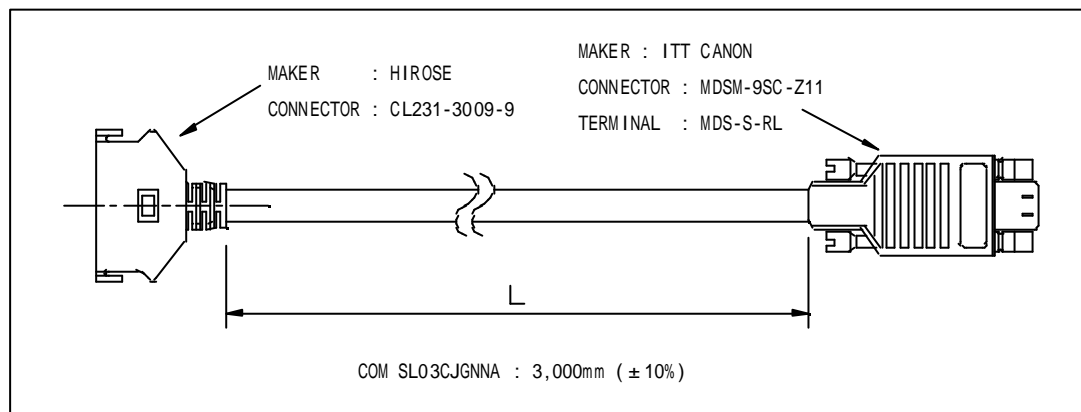 MAKER : HIROSE
CONNECTOR : CL231-3009-9
MAKER : ITT CANON
CONNECTOR : MDSM-9SC-Z11
TERMINAL : MDS-S-RL
L
COM SL03CJGNNA : 3,000mm (±10%)